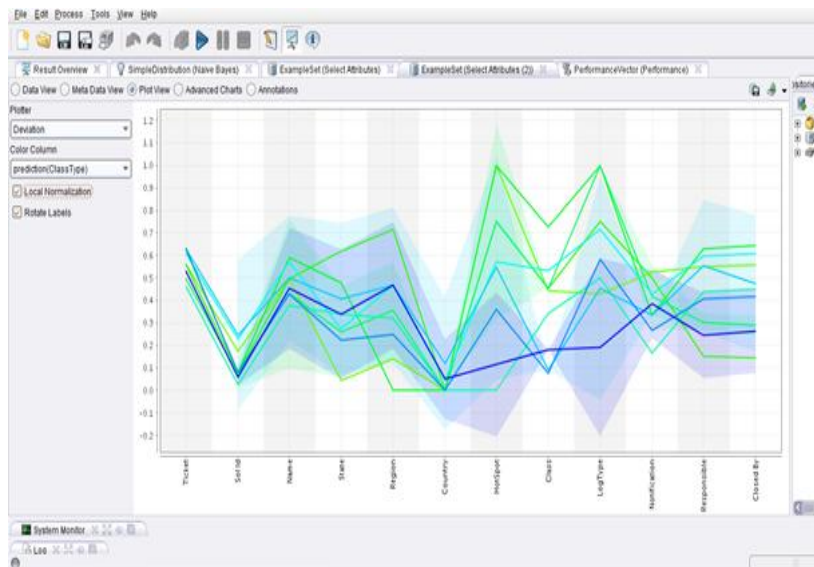 File Edit Process Tools View Help
Result Overview SimpleDistribution (Naive Bayes) ExampleSet (Select Attributes) ExampleSet (Select Attributes (2)) PerformanceVector (Performance)
Data View Meta Data View Plot View Advanced Charts Annotations
Plotter
Deviation
Color Column
prediction(ClassType)
Local Normalization
Rotate Labels
1.2
1.1
1.0
0.9
0.8
0.7
0.6
0.5
0.4
0.3
0.2
0.1
0.0
-0.1
-0.2
Ticket
Name
State
Region
Country
HotSpot
Class
LogType
Notification
Responsible
Closed By
System Monitor
Log